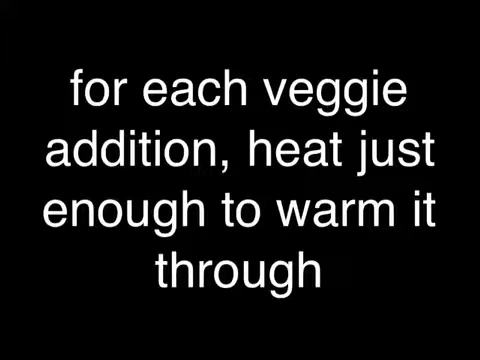 for each veggie
addition, heat just
enough to warm it
through